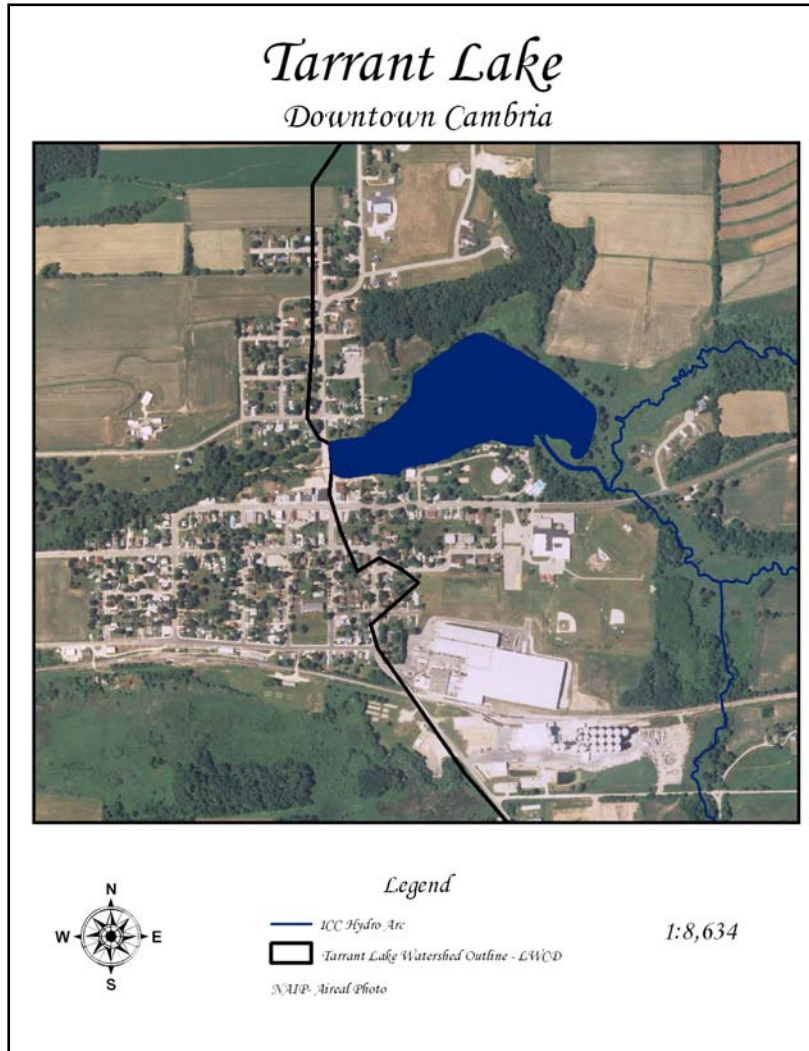 Tarrant Lake
Downtown Cambria
N
W E
S
Legend
ICC Hydro Arc
Tarrant Lake Watershed Outline - LWCD
NAIP- Aireal Photo
1:8,634